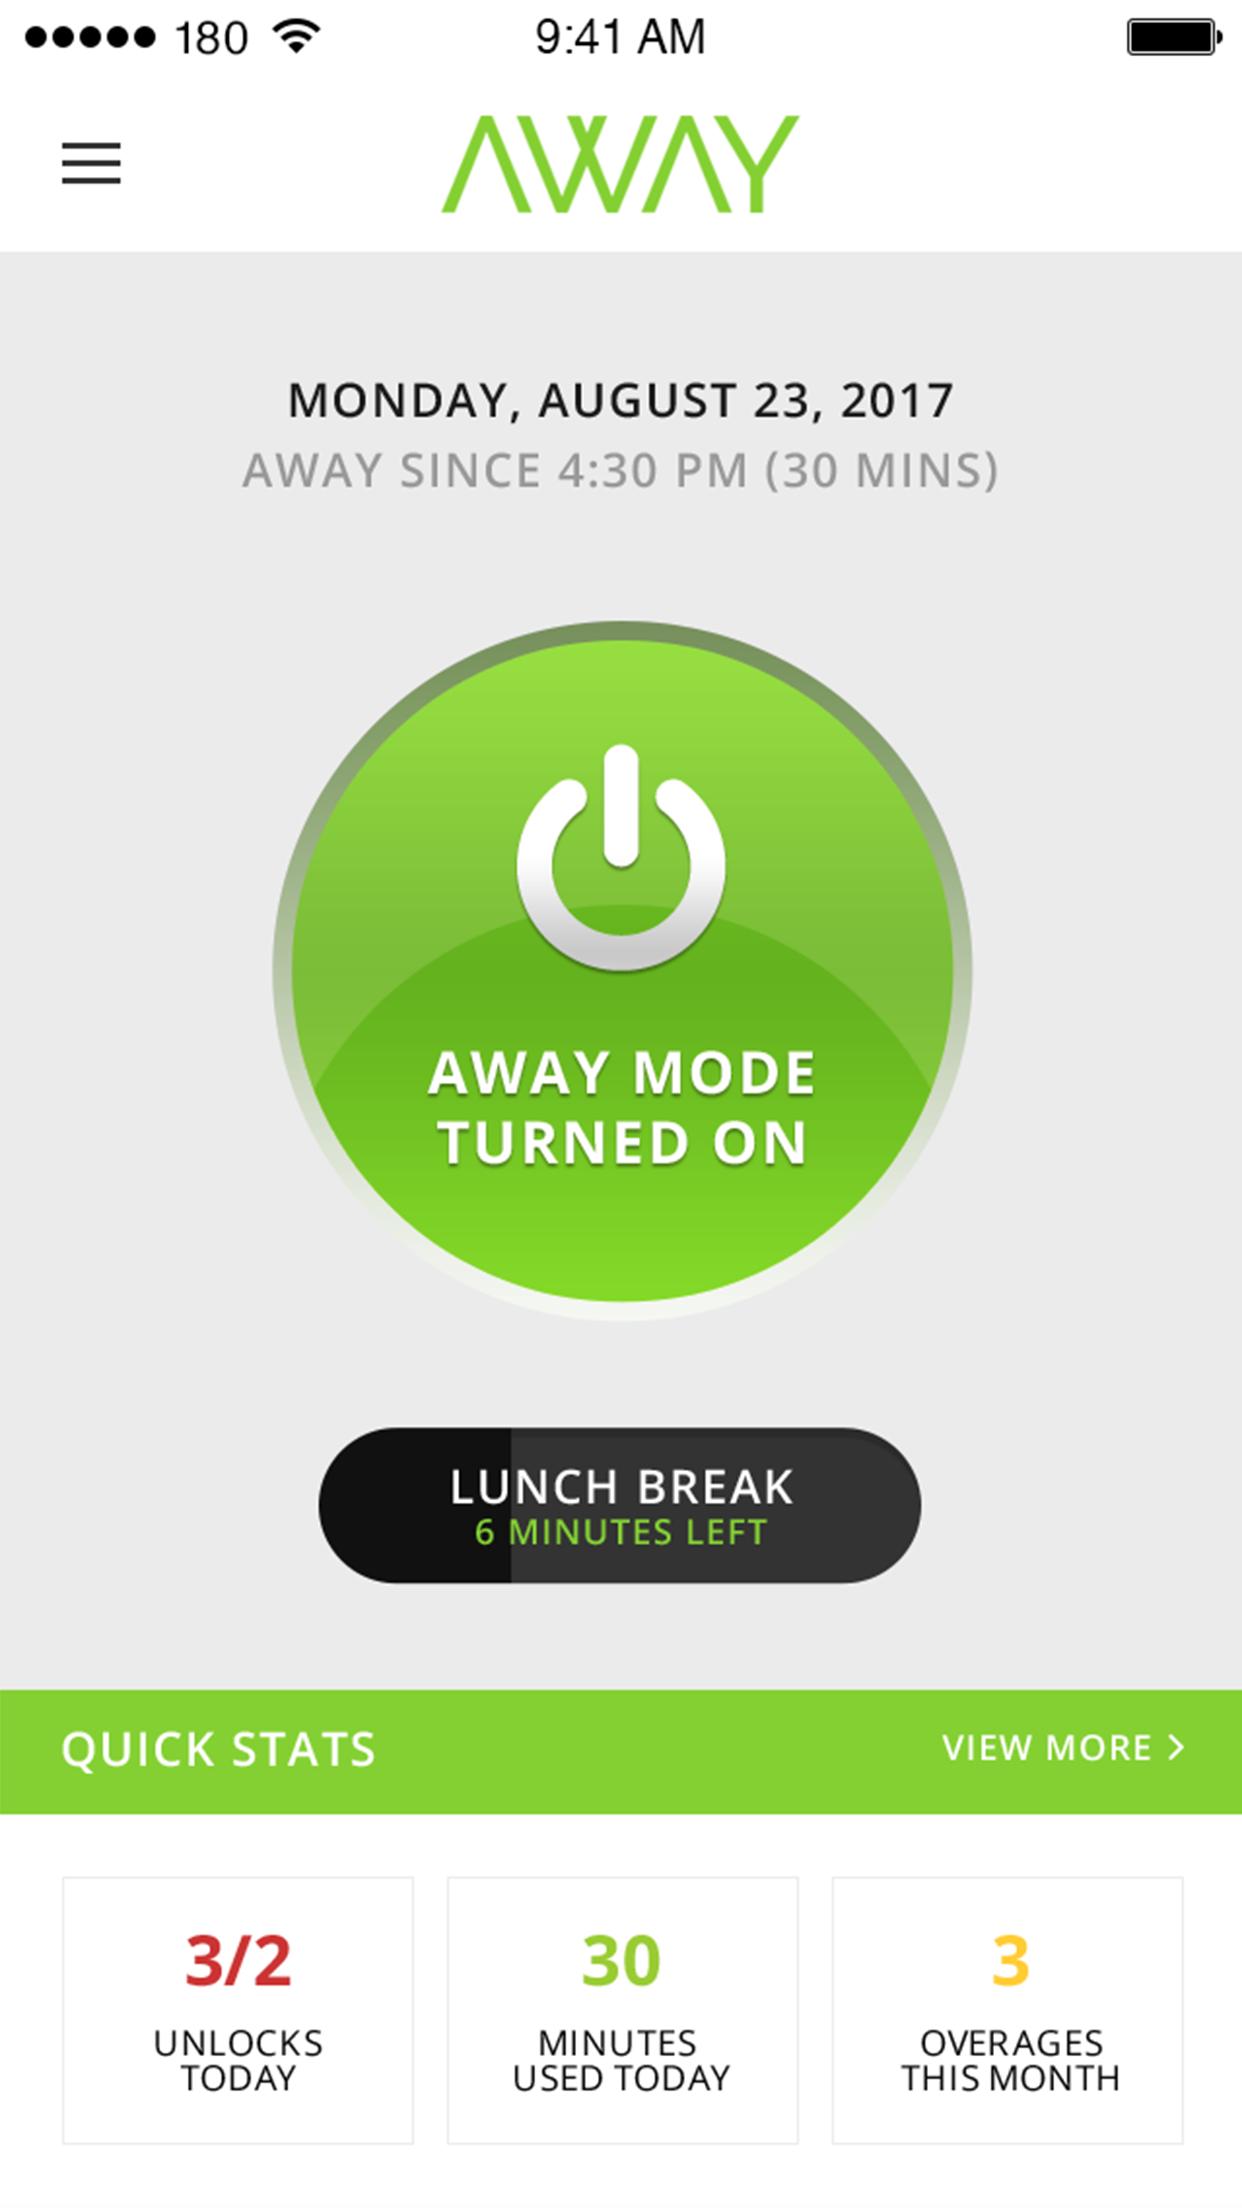 180 9:41 AM
AWAY
MONDAY, AUGUST 23, 2017
AWAY SINCE 4:30 PM (30 MINS)
AWAY MODE
TURNED ON
LUNCH BREAK
6 MINUTES LEFT
QUICK STATS VIEW MORE >
3/2 30 3
UNLOCKS MINUTES OVERAGES
TODAY USED TODAY THIS MONTH